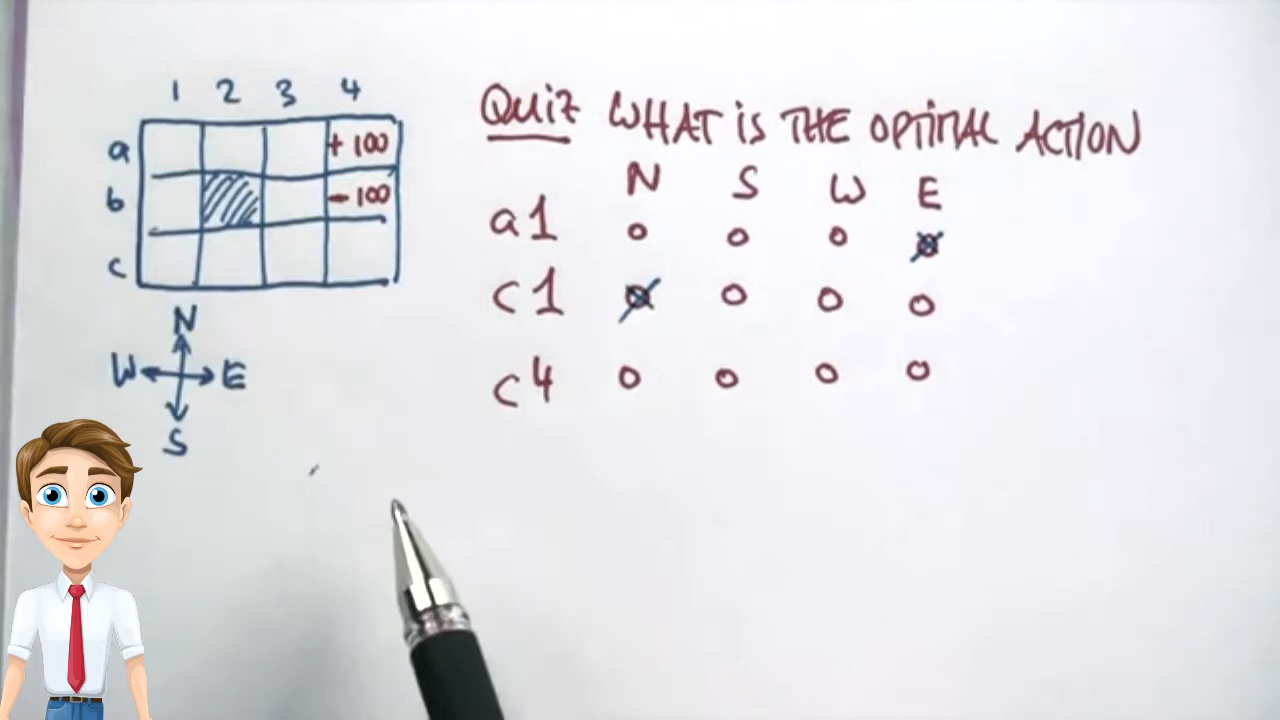 1 2 3 4
a +100
b -100
c
N
W E
S
Quiz WHAT is THE OPTIMAL ACTION
N S W E
a1
c1
c4